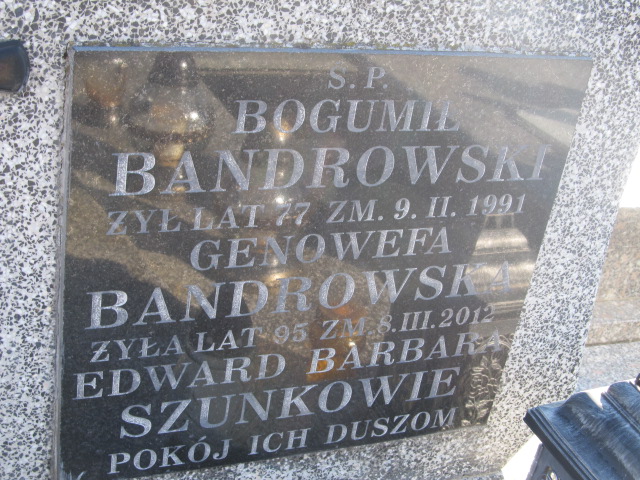 Ś.P.
BOGUMIŁ
BANDROWSKI
ŻYŁ LAT 77 ZM. 9. II. 1991
GENOWEFA
BANDROWSKA
ŻYŁA LAT 95 ZM.8.III.2012
EDWARD BARBARA
SZUNKOWIE
POKÓJ ICH DUSZOM